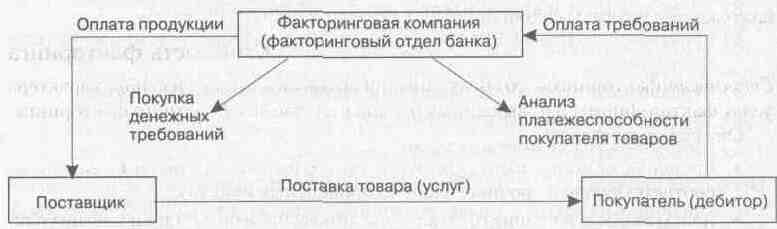 Оплата продукции
Факторинговая компания
(факторинговый отдел банка)
Оплата требований
Покупка
денежных
требований
Анализ
платежеспособности
покупателя товаров
Поставщик
Поставка товара (услуг)
Покупатель (дебитор)